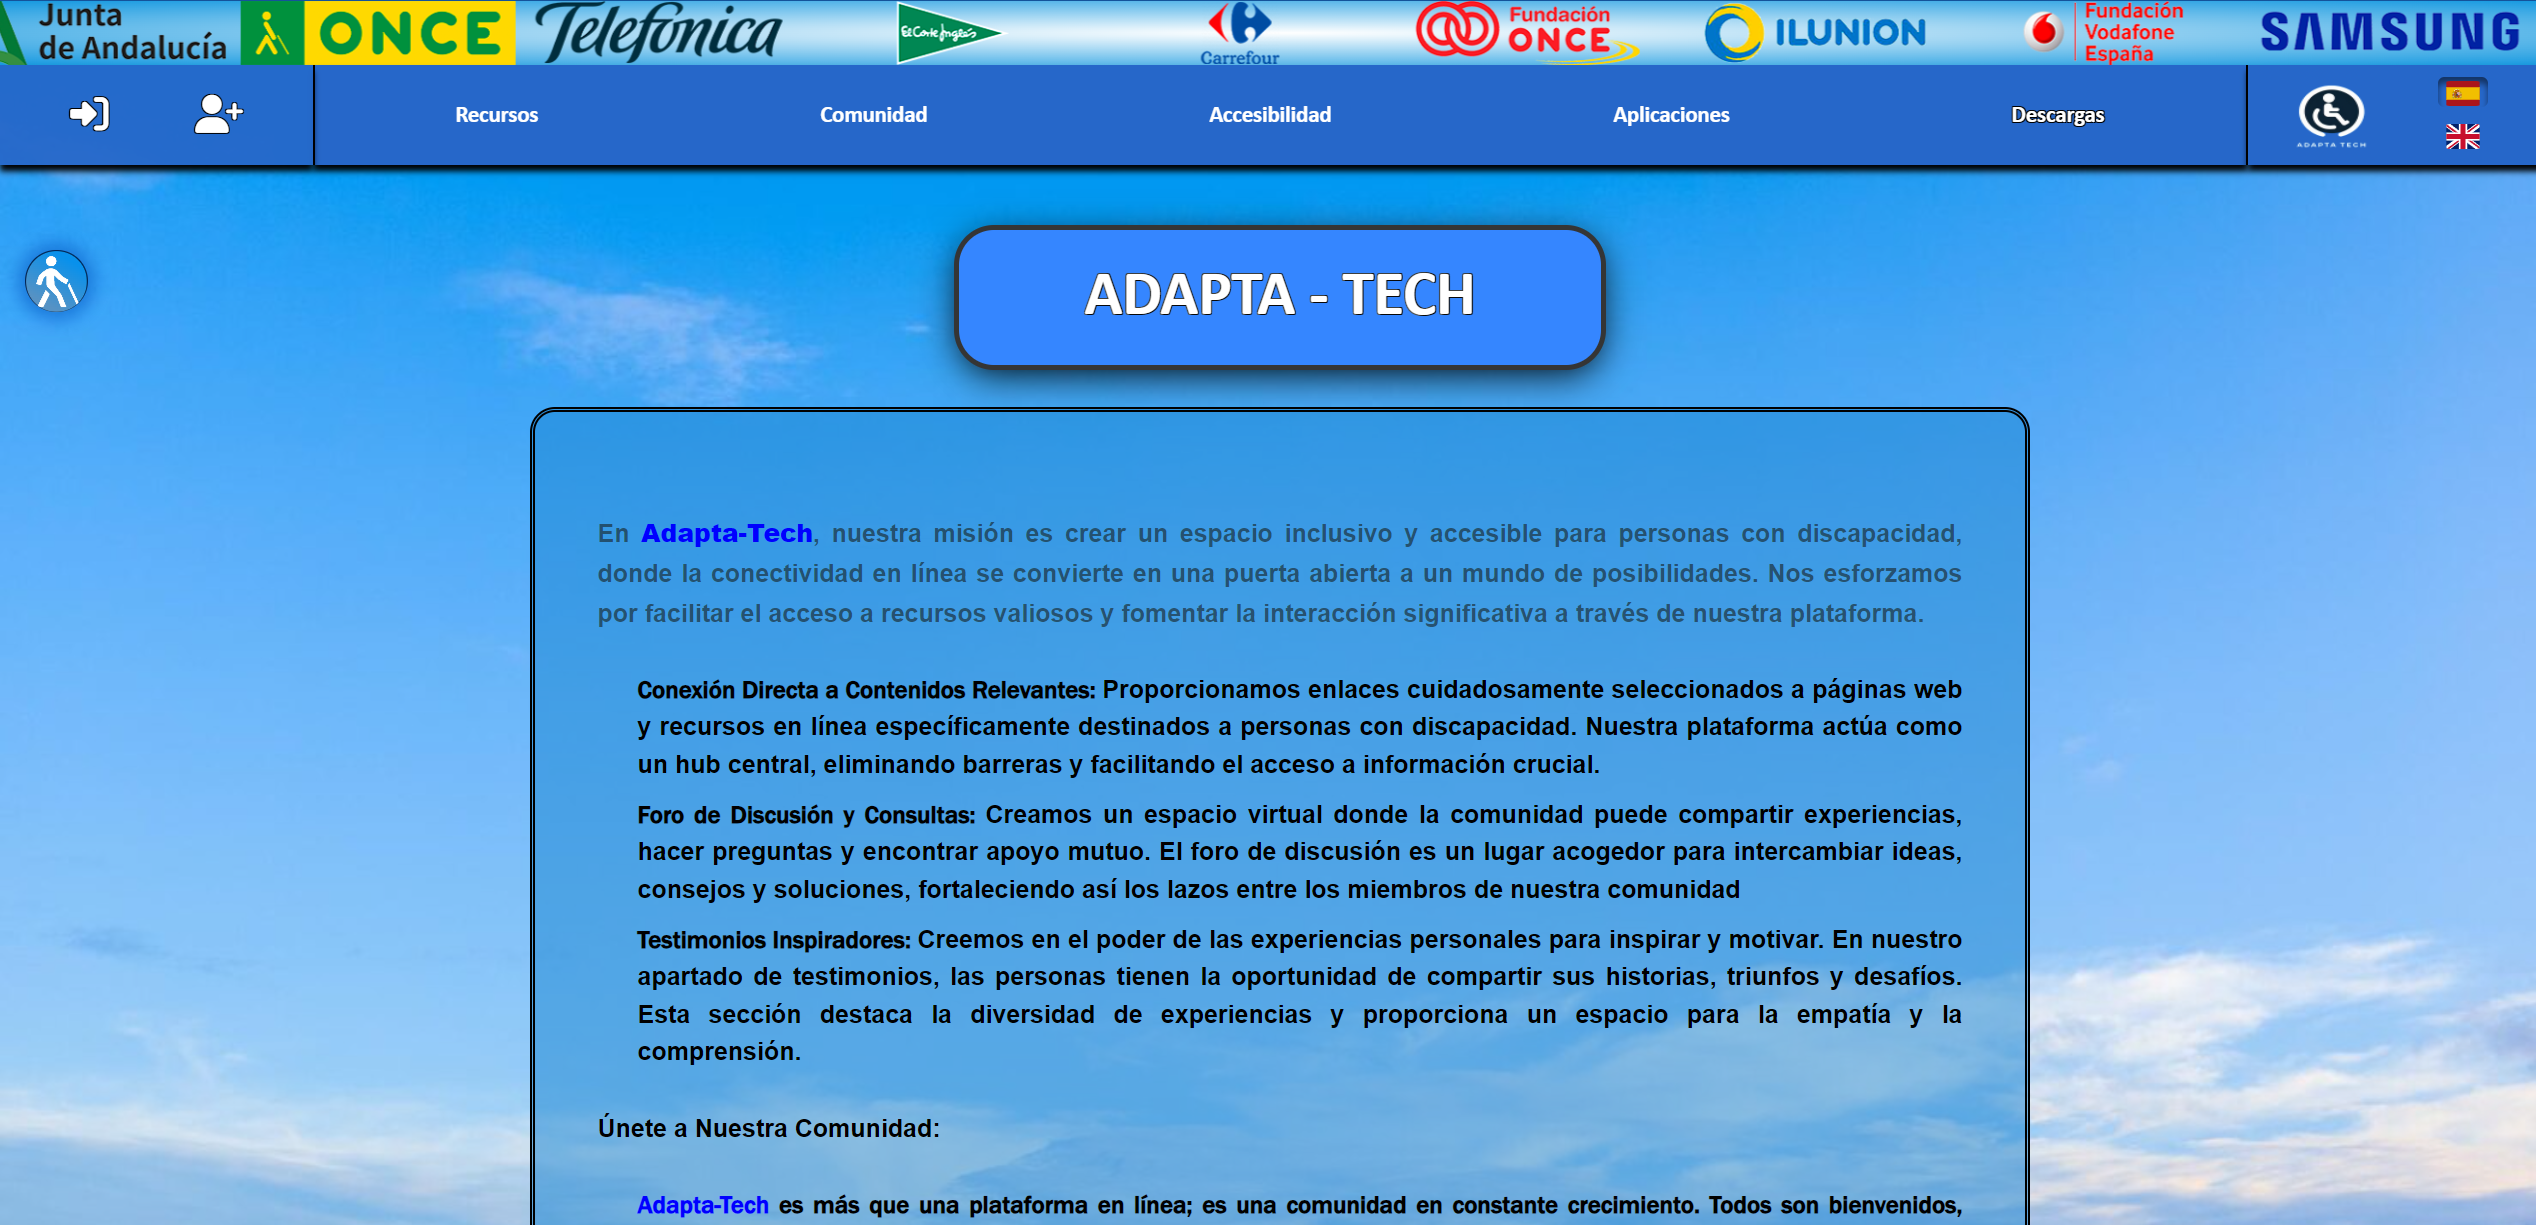 Junta
de Andalucía
ONCE
Telefónica
El Corte Inglés
Carrefour
Fundación
ONCE
ILUNION
Fundación
Vodafone
España
SAMSUNG
Recursos
Comunidad
Accesibilidad
Aplicaciones
Descargas
ADAPTA TECH
ADAPTA - TECH
En Adapta-Tech, nuestra misión es crear un espacio inclusivo y accesible para personas con discapacidad,
donde la conectividad en línea se convierte en una puerta abierta a un mundo de posibilidades. Nos esforzamos
por facilitar el acceso a recursos valiosos y fomentar la interacción significativa a través de nuestra plataforma.
Conexión Directa a Contenidos Relevantes: Proporcionamos enlaces cuidadosamente seleccionados a páginas web
y recursos en línea específicamente destinados a personas con discapacidad. Nuestra plataforma actúa como
un hub central, eliminando barreras y facilitando el acceso a información crucial.
Foro de Discusión y Consultas: Creamos un espacio virtual donde la comunidad puede compartir experiencias,
hacer preguntas y encontrar apoyo mutuo. El foro de discusión es un lugar acogedor para intercambiar ideas,
consejos y soluciones, fortaleciendo así los lazos entre los miembros de nuestra comunidad
Testimonios Inspiradores: Creemos en el poder de las experiencias personales para inspirar y motivar. En nuestro
apartado de testimonios, las personas tienen la oportunidad de compartir sus historias, triunfos y desafíos.
Esta sección destaca la diversidad de experiencias y proporciona un espacio para la empatía y la
comprensión.
Únete a Nuestra Comunidad:
Adapta-Tech es más que una plataforma en línea; es una comunidad en constante crecimiento. Todos son bienvenidos,